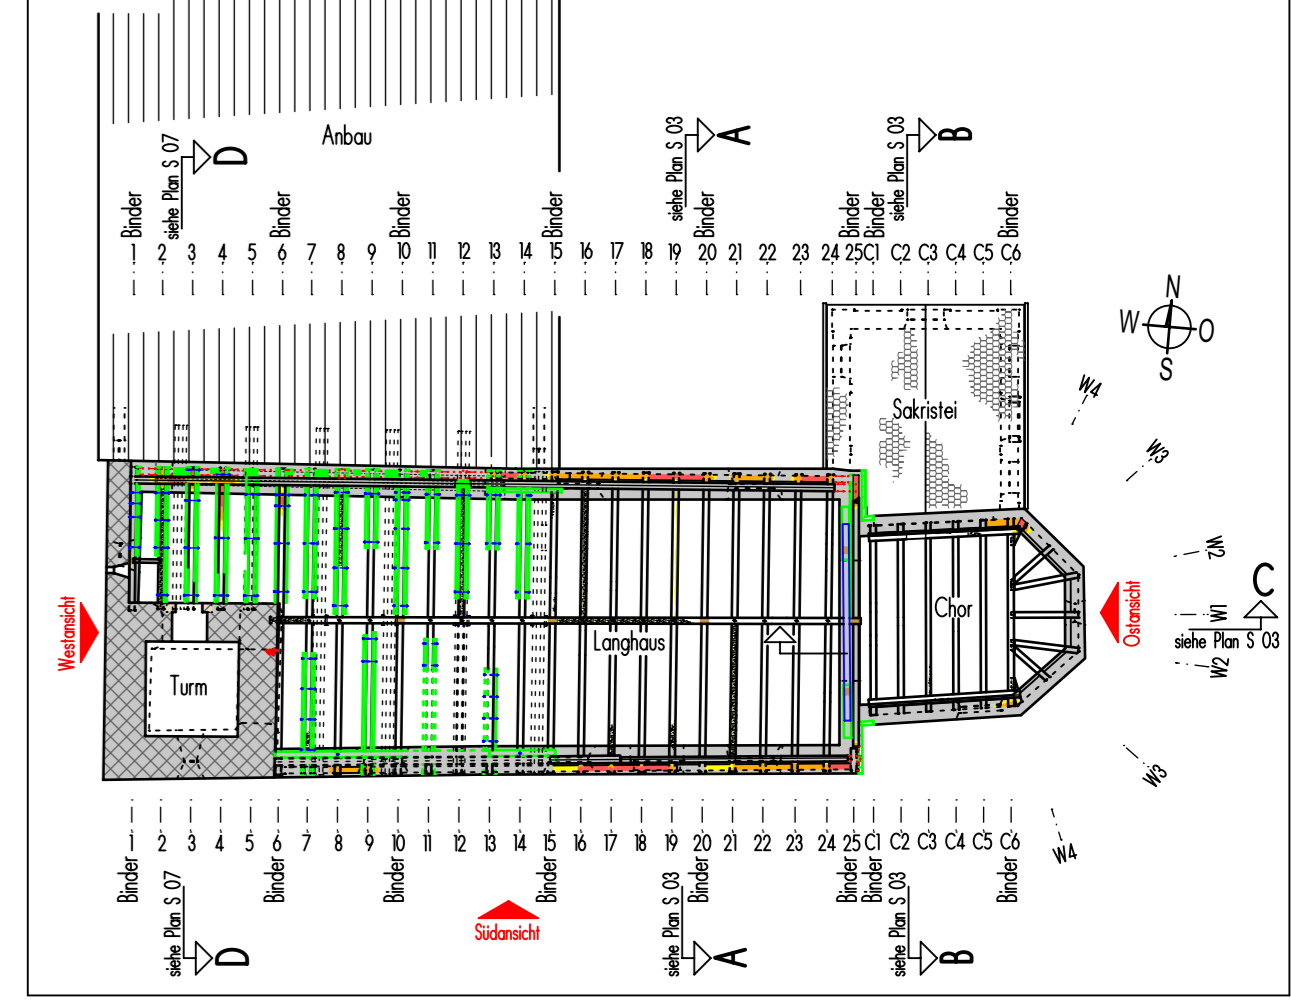 Anbau
siehe Plan S 07
D
siehe Plan S 03
A
siehe Plan S 03
B
Binder
Binder
Binder
Binder
Binder
Binder
Binder
Binder
1 2 3 4 5 6 7 8 9 10 11 12 13 14 15 16 17 18 19 20 21 22 23 24 25 C1 C2 C3 C4 C5 C6
N
W
O
S
Sakristei
W4
W3
W2
C
W1
siehe Plan S 03
W2
W3
W4
Westansicht
Ostansicht
Chor
Langhaus
Turm
1 2 3 4 5 6 7 8 9 10 11 12 13 14 15 16 17 18 19 20 21 22 23 24 25 C1 C2 C3 C4 C5 C6
Binder
Binder
Binder
Binder
Binder
Binder
Binder
Binder
siehe Plan S 07
D
Südansicht
siehe Plan S 03
A
siehe Plan S 03
B